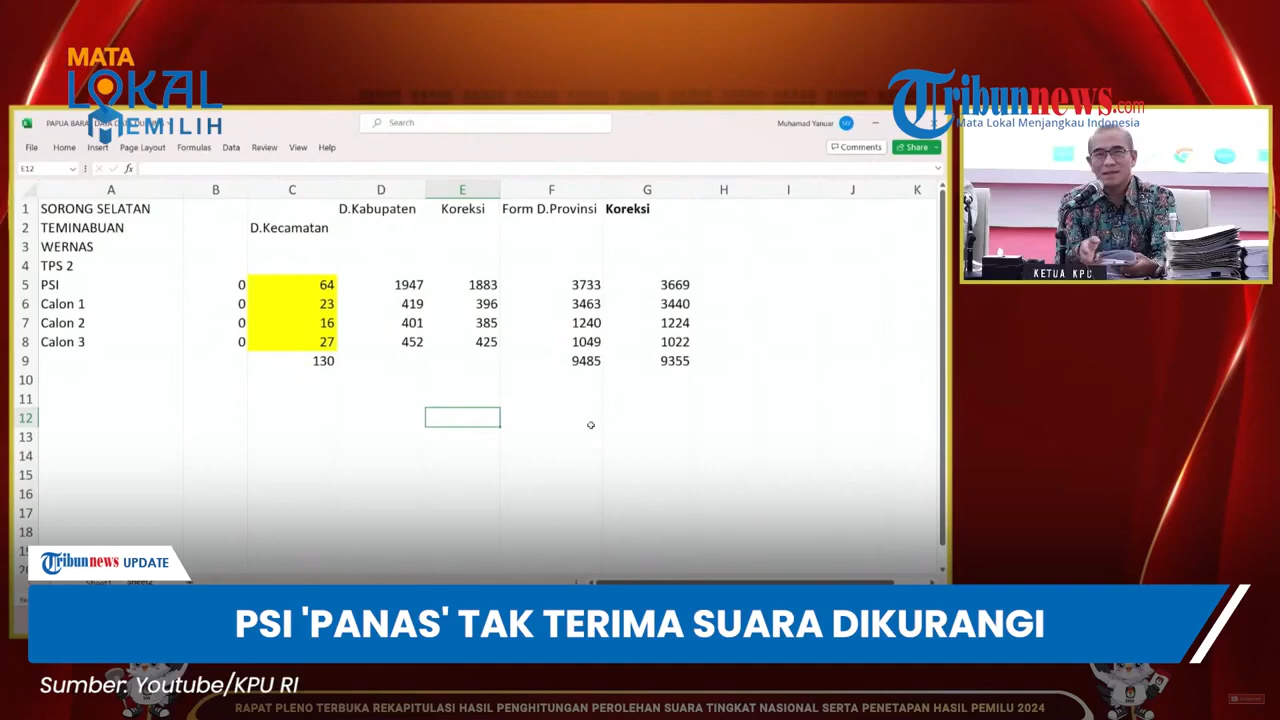 MATA
LOKAL
MEMILIH
Tribunnews.com
Mata Lokal Menjangkau Indonesia
Search
Muhamad Yanuar
File Home Insert Page Layout Formulas Data Review View Help
Comments Share
E12 fx
A B C D E F G H I J K
1 SORONG SELATAN D.Kabupaten Koreksi Form D.Provinsi Koreksi
2 TEMINABUAN D.Kecamatan
3 WERNAS
4 TPS 2
5 PSI 0 64 1947 1883 3733 3669
6 Calon 1 0 23 419 396 3463 3440
7 Calon 2 0 16 401 385 1240 1224
8 Calon 3 0 27 452 425 1049 1022
9 130 9485 9355
10
11
12
13
14
15
16
17
18
KETUA KPU
Tribunnews UPDATE
PSI 'PANAS' TAK TERIMA SUARA DIKURANGI
Sumber: Youtube/KPU RI
RAPAT PLENO TERBUKA REKAPITULASI HASIL PENGHITUNGAN PEROLEHAN SUARA TINGKAT NASIONAL SERTA PENETAPAN HASIL PEMILU 2024